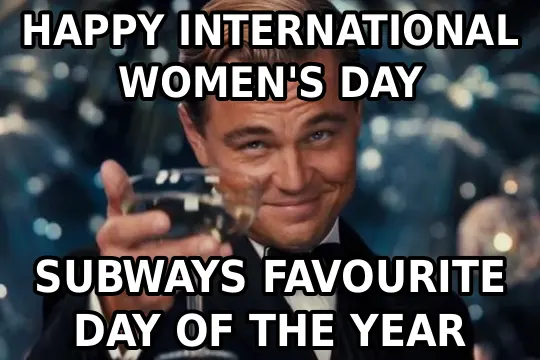 HAPPY INTERNATIONAL
WOMEN'S DAY
SUBWAYS FAVOURITE
DAY OF THE YEAR